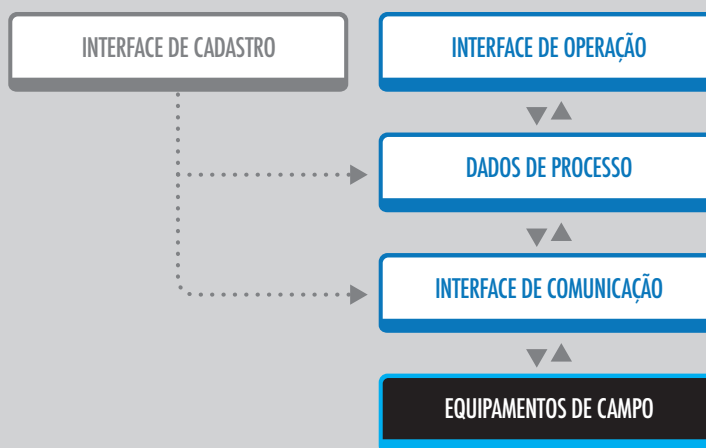 INTERFACE DE CADASTRO
INTERFACE DE OPERAÇÃO
DADOS DE PROCESSO
INTERFACE DE COMUNICAÇÃO
EQUIPAMENTOS DE CAMPO